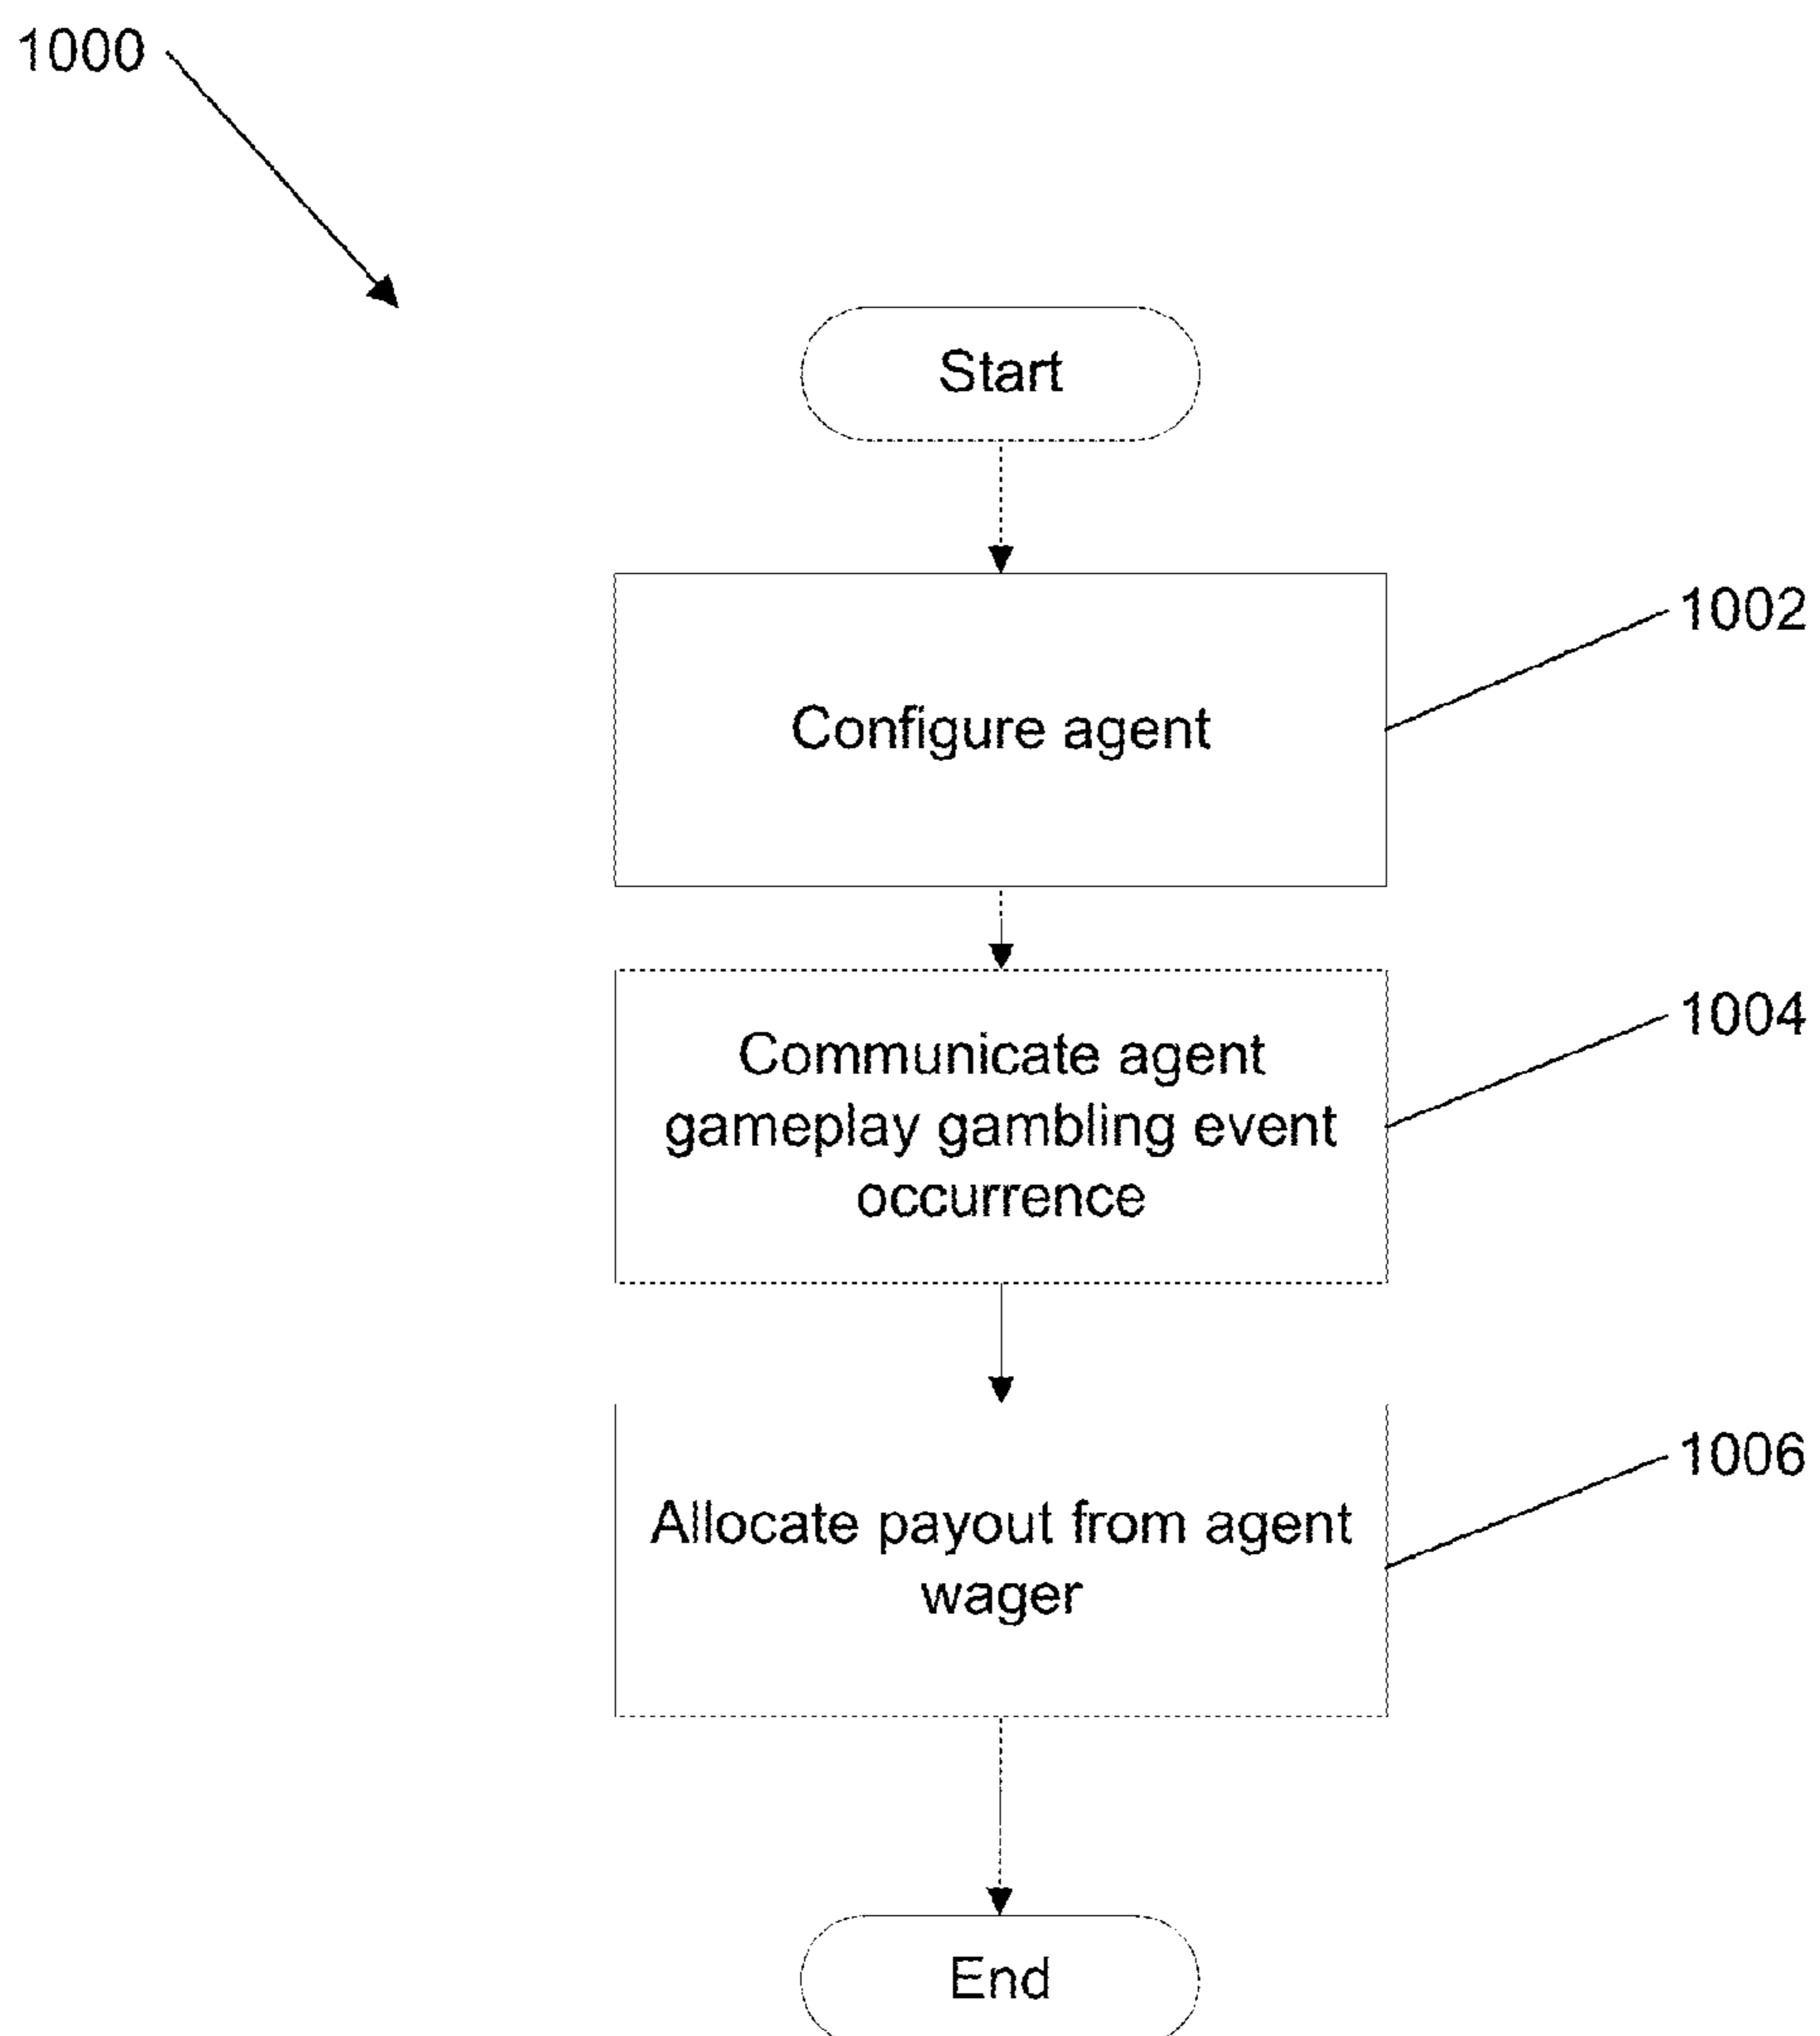 1000
Start
1002
Configure agent
1004
Communicate agent
gameplay gambling event
occurrence
1006
Allocate payout from agent
wager
End